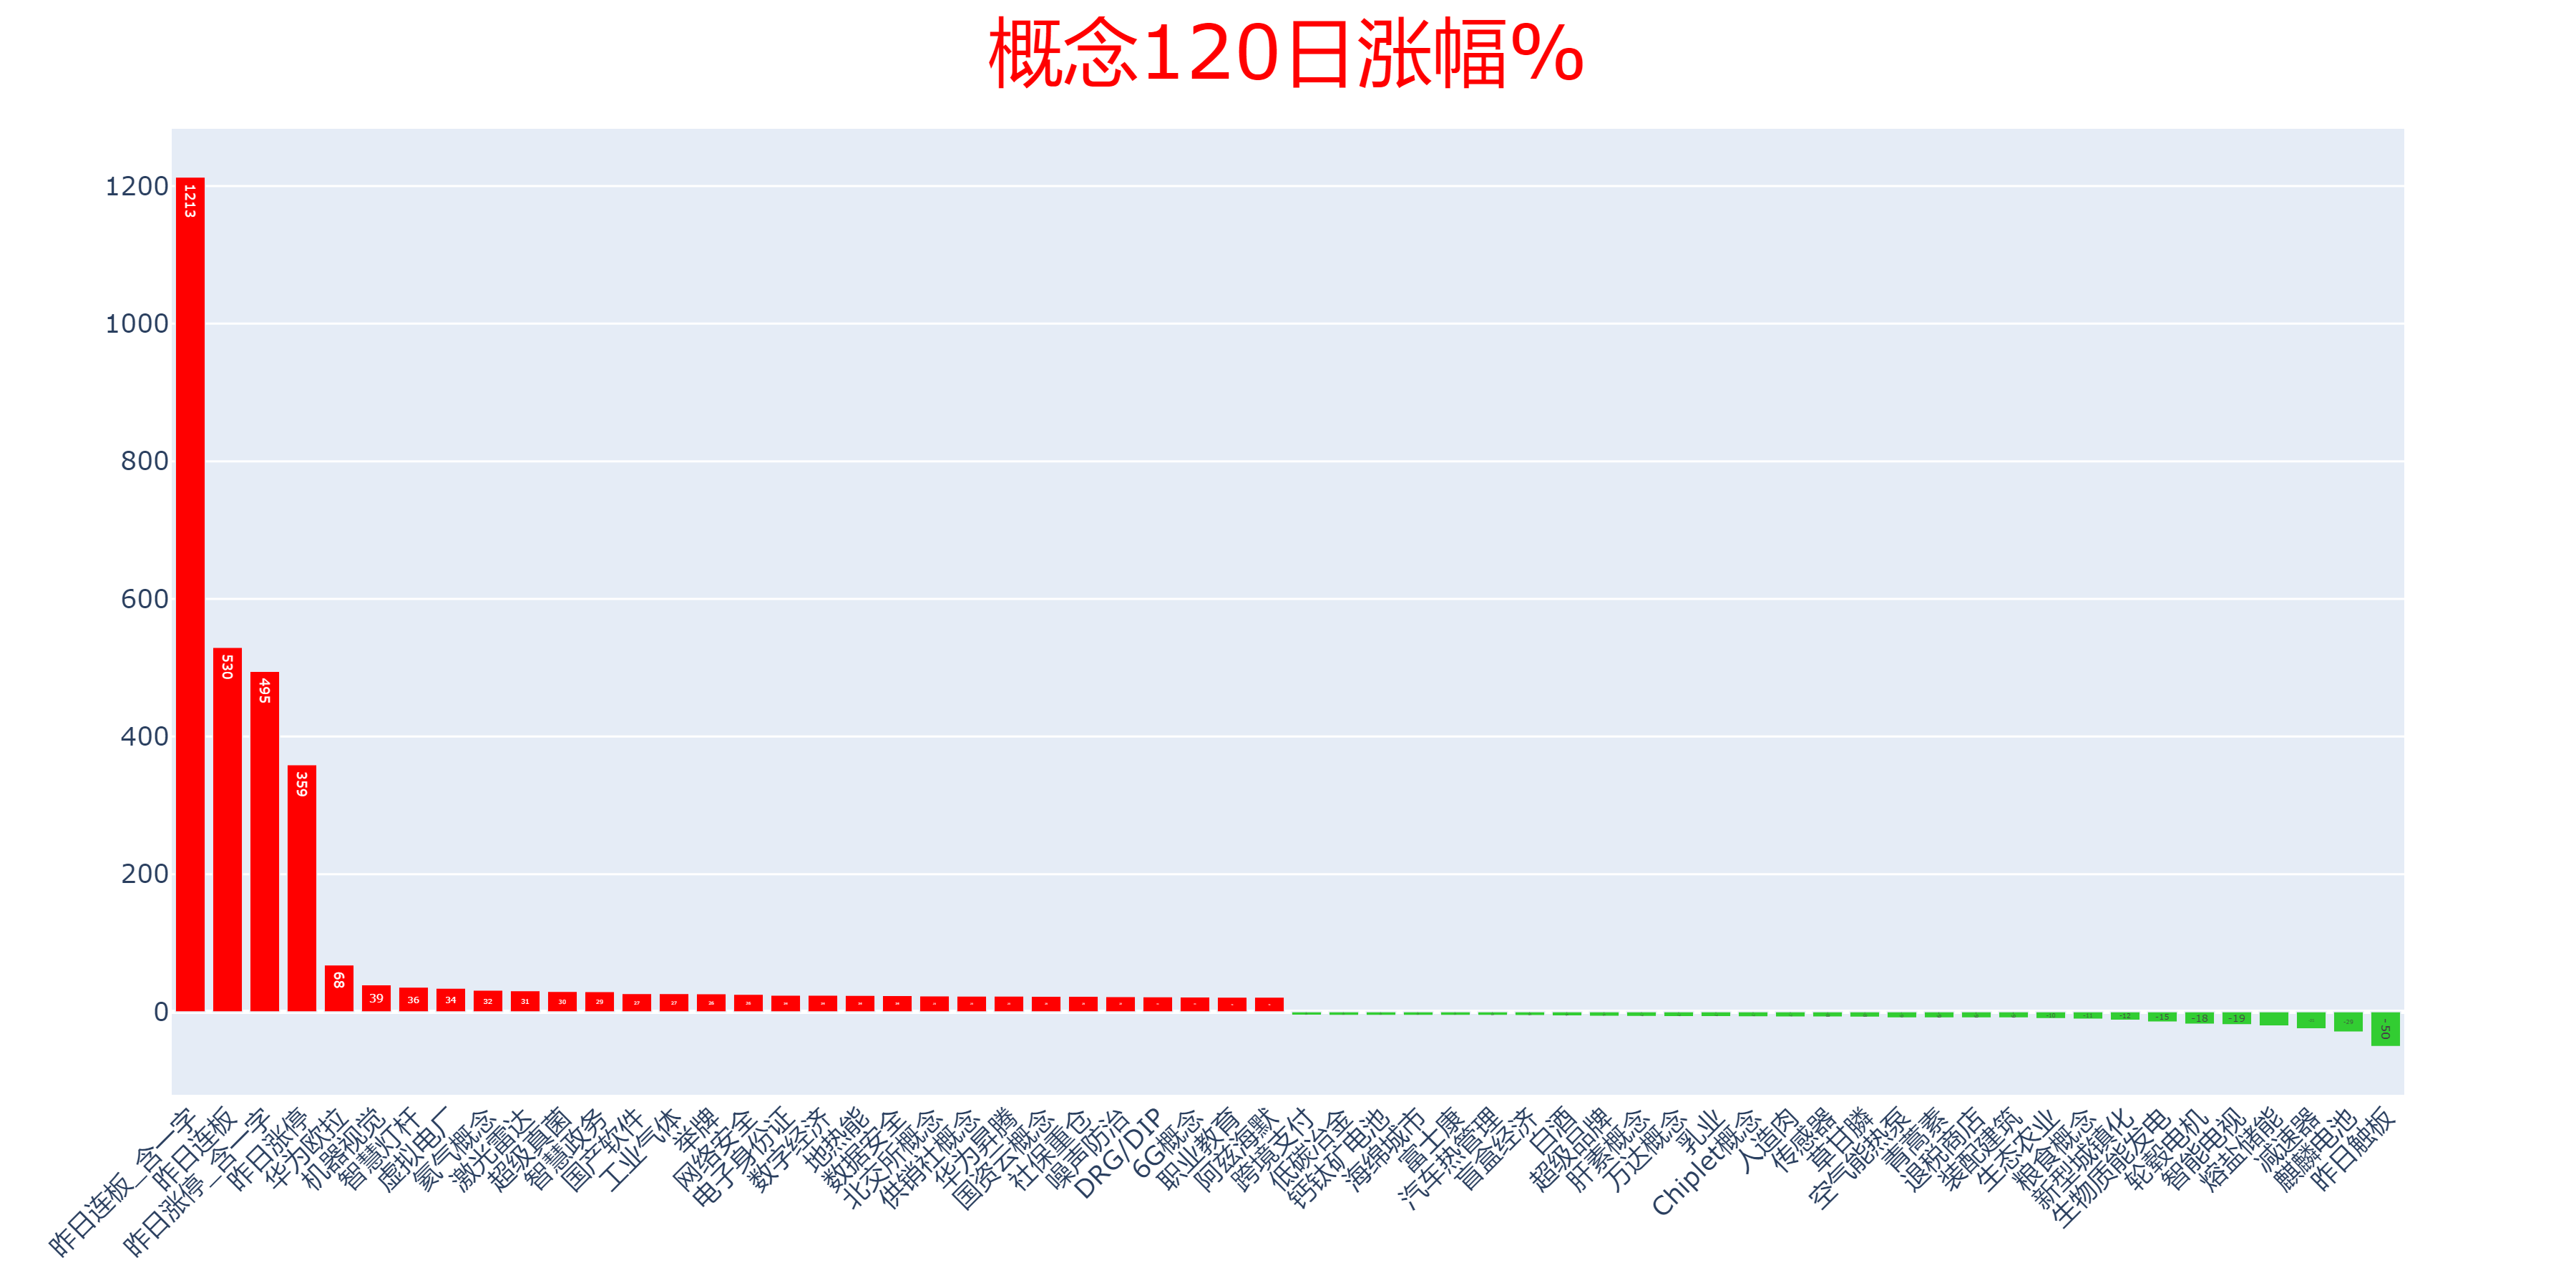 概念120日涨幅%
1200
1000
800
600
400
200
0
1213
530
495
359
68
39
36
34
32
31
30
29
27
27
26
-10
-11
-12
-15
-18
-19
-29
-50
昨日连板_含一字
昨日连板
昨日涨停_含一字
昨日涨停
华为欧拉
机器视觉
智慧灯杆
虚拟电厂
氦气概念
激光雷达
超级真菌
智慧政务
国产软件
工业气体
举牌
网络安全
电子身份证
数字经济
地热能
数据安全
北交所概念
供销社概念
华为昇腾
国资云概念
社保重仓
噪声防治
DRG/DIP
6G概念
职业教育
阿兹海默
跨境支付
低碳冶金
钙钛矿电池
海绵城市
富士康
汽车热管理
盲盒经济
白酒
超级品牌
肝素概念
万达概念
乳业
Chiplet概念
人造肉
传感器
草甘膦
空气能热泵
青蒿素
退税商店
装配建筑
生态农业
粮食概念
新型城镇化
生物质能发电
轮毂电机
智能电视
熔盐储能
减速器
麒麟电池
昨日触板